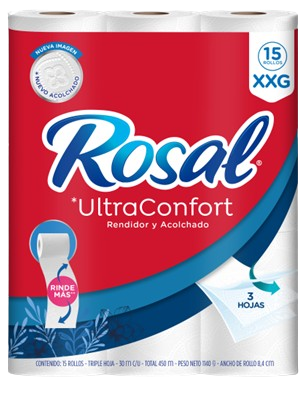 NUEVA IMAGEN
+ NUEVO ACOLCHADO
15
ROLLOS
XXG
Rosal®
*UltraConfort
Rendidor y Acolchado
RINDE
MÁS**
3
HOJAS
CONTENIDO: 15 ROLLOS - TRIPLE HOJA - 30 m C/U - TOTAL 450 m - PESO NETO 1140 g - ANCHO DE ROLLO 8,4 cm